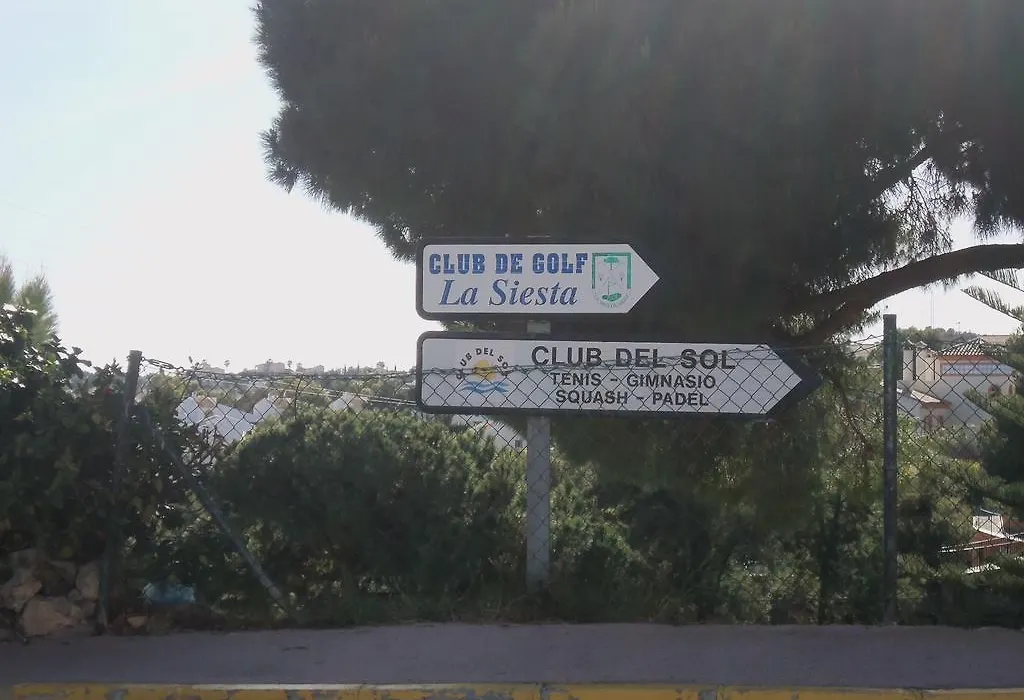 CLUB DE GOLF
La Siesta
CLUB DEL SOL
CLUB DEL SOL
TENIS - GIMNASIO
SQUASH - PADEL